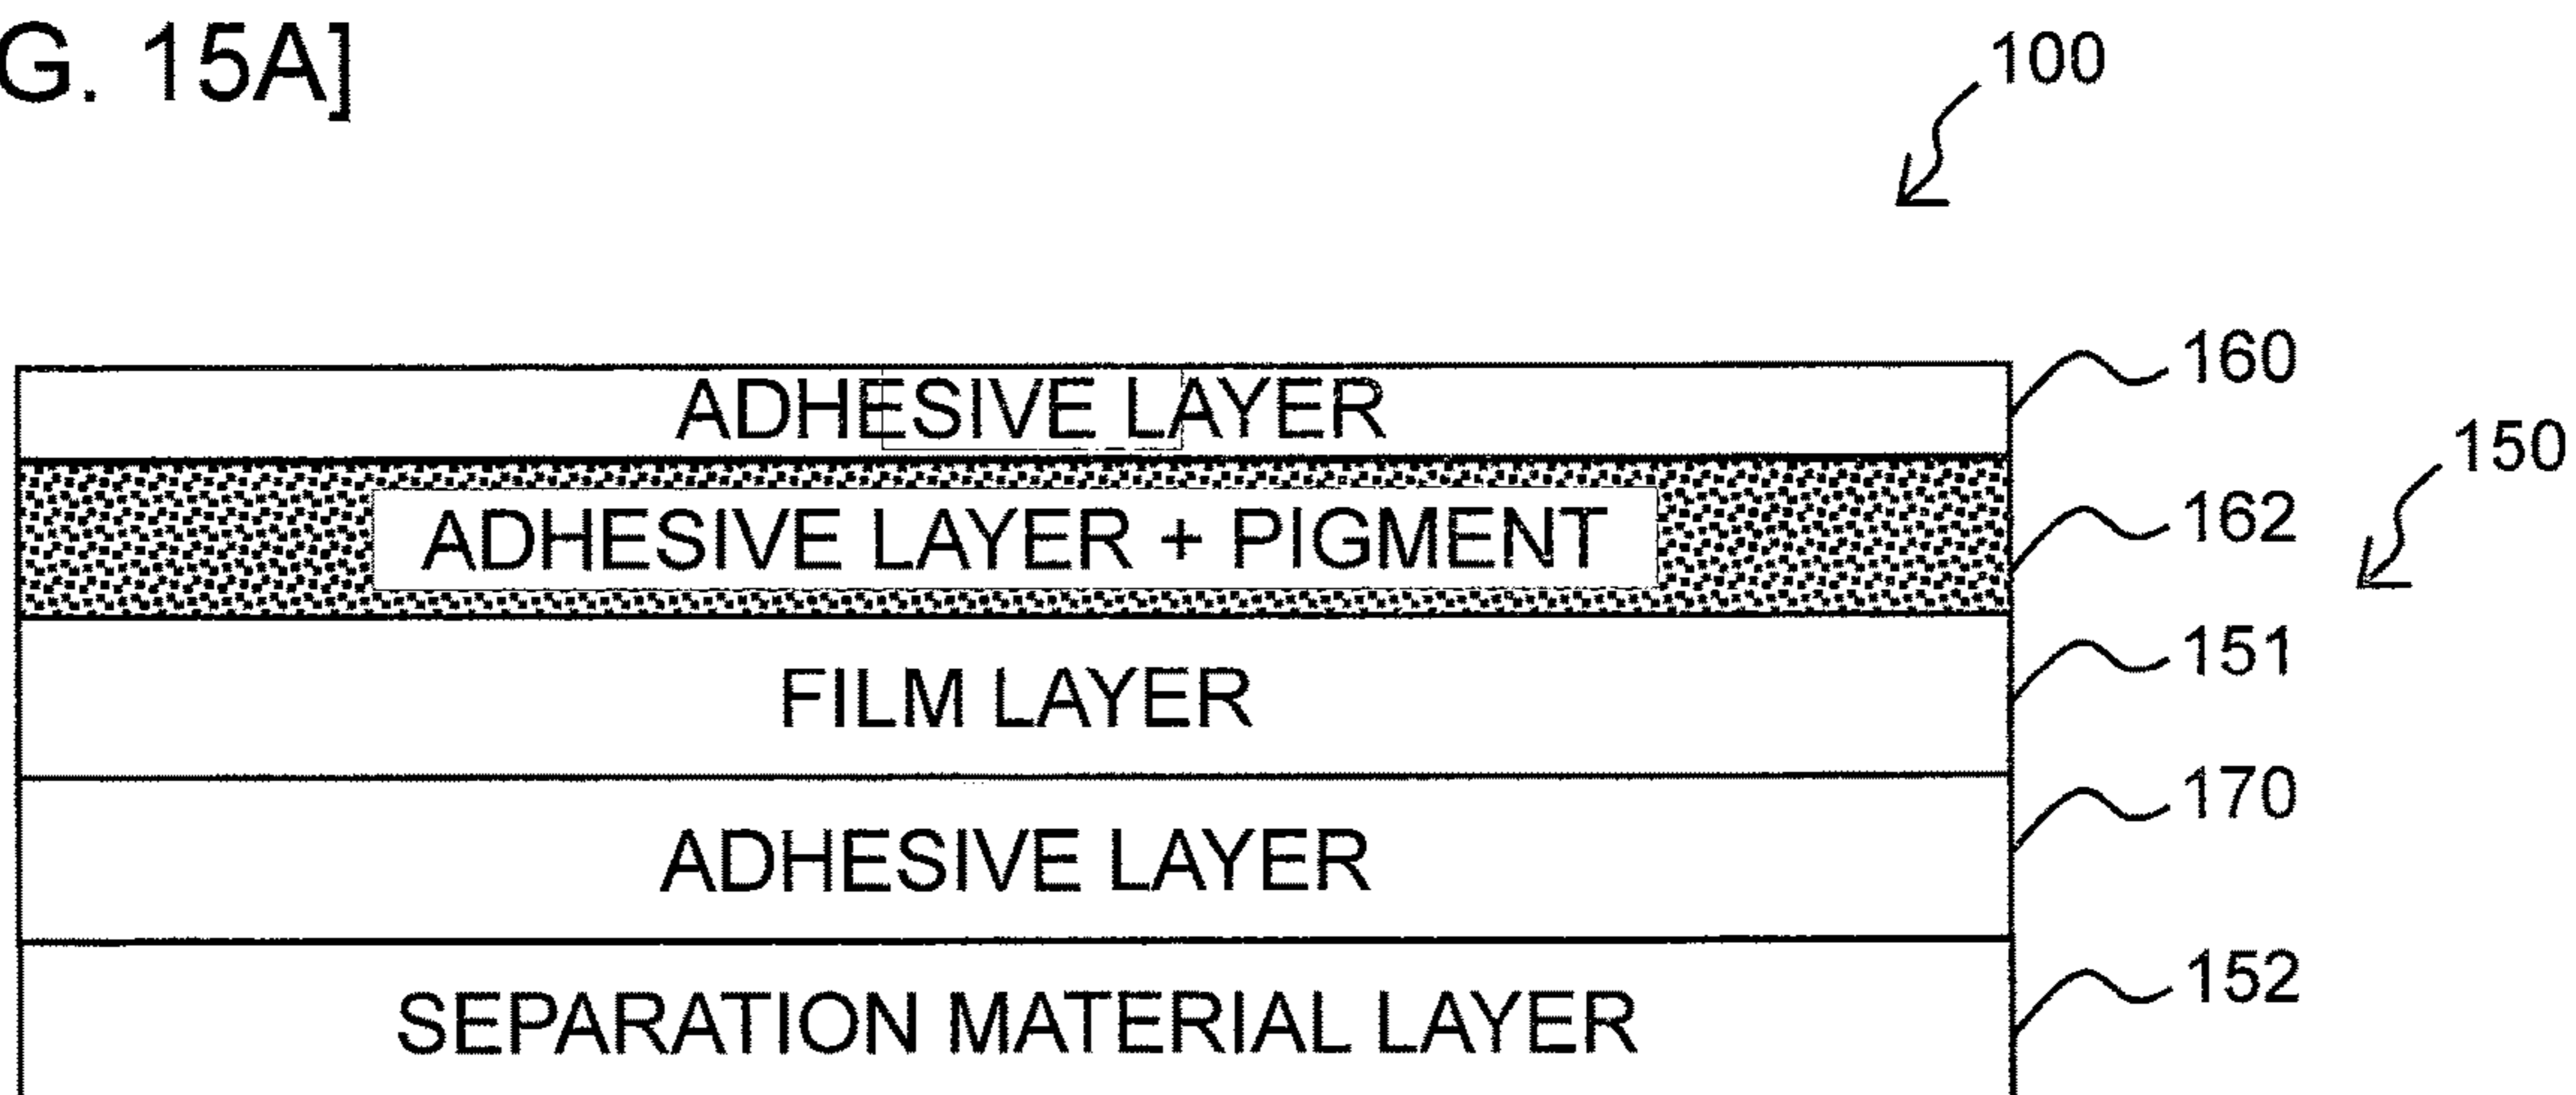 G. 15A]
100
ADHESIVE LAYER 160
150
ADHESIVE LAYER + PIGMENT 162
FILM LAYER 151
ADHESIVE LAYER 170
SEPARATION MATERIAL LAYER 152